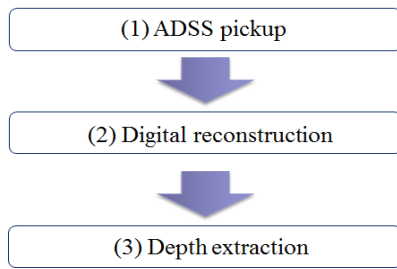 (1) ADSS pickup
(2) Digital reconstruction
(3) Depth extraction